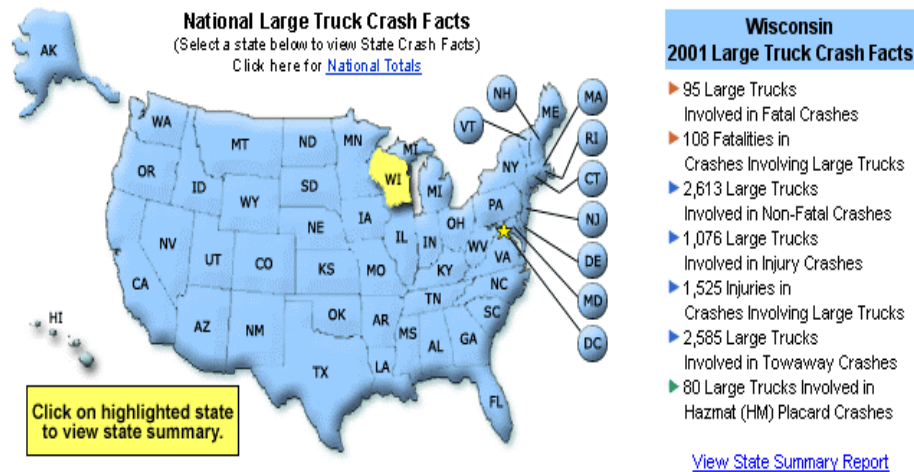 National Large Truck Crash Facts
(Select a state below to view State Crash Facts)
Click here for National Totals
AK
WA
MT
ND
MN
MI
NH
VT
ME
MA
RI
CT
NJ
DE
MD
DC
OR
ID
WY
SD
WI
MI
NY
PA
NE
IA
IL
IN
OH
NV
UT
CO
KS
MO
KY
WV
VA
CA
AZ
NM
OK
AR
TN
NC
SC
MS
AL
GA
TX
LA
FL
HI
Click on highlighted state
to view state summary.
Wisconsin
2001 Large Truck Crash Facts
95 Large Trucks
Involved in Fatal Crashes
108 Fatalities in
Crashes Involving Large Trucks
2,613 Large Trucks
Involved in Non-Fatal Crashes
1,076 Large Trucks
Involved in Injury Crashes
1,525 Injuries in
Crashes Involving Large Trucks
2,585 Large Trucks
Involved in Towaway Crashes
80 Large Trucks Involved in
Hazmat (HM) Placard Crashes
View State Summary Report